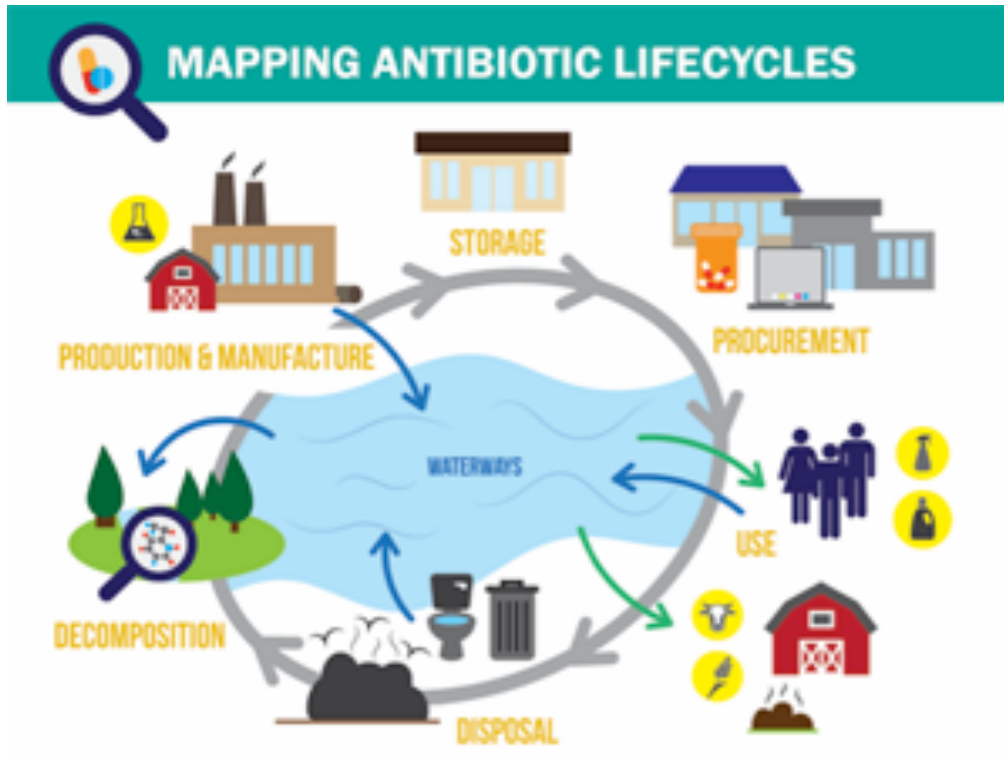 MAPPING ANTIBIOTIC LIFECYCLES
STORAGE
PRODUCTION & MANUFACTURE
PROCUREMENT
WATERWAYS
USE
DECOMPOSITION
DISPOSAL